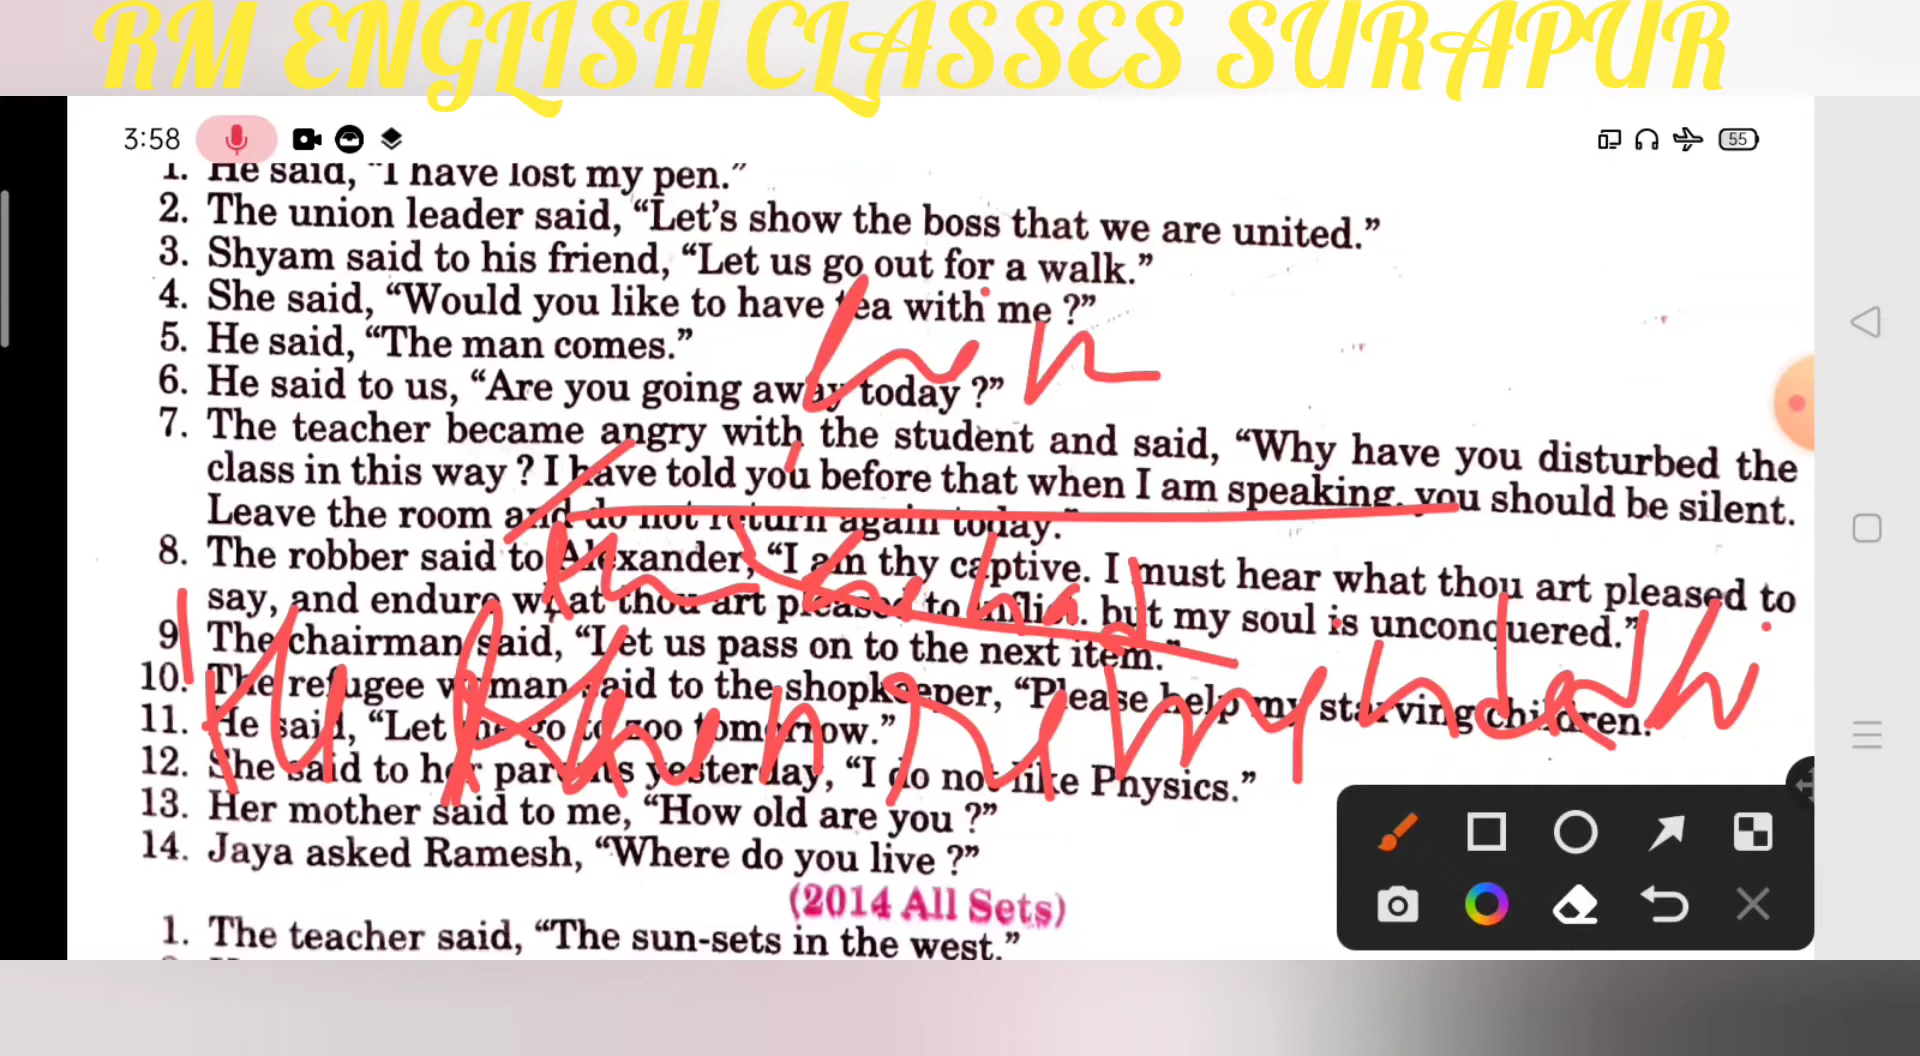 RM ENGLISH CLASSES SURAPUR
3:58
55
1. He said, “I have lost my pen.”
2. The union leader said, “Let’s show the boss that we are united.”
3. Shyam said to his friend, “Let us go out for a walk.”
4. She said, “Would you like to have tea with me ?”
5. He said, “The man comes.”
6. He said to us, “Are you going away today ?”
7. The teacher became angry with the student and said, “Why have you disturbed the
class in this way ? I have told you before that when I am speaking, you should be silent.
Leave the room and do not return again today.”
8. The robber said to Alexander, “I am thy captive. I must hear what thou art pleased to
say, and endure what thou art pleased to inflict. but my soul is unconquered.”
9. The chairman said, “Let us pass on to the next item.”
10. The refugee woman said to the shopkeeper, “Please help my starving children.”
11. He said, “Let me go to zoo tomorrow.”
12. She said to her parents yesterday, “I do not like Physics.”
13. Her mother said to me, “How old are you ?”
14. Jaya asked Ramesh, “Where do you live ?”
(2014 All Sets)
1. The teacher said, “The sun-sets in the west.”